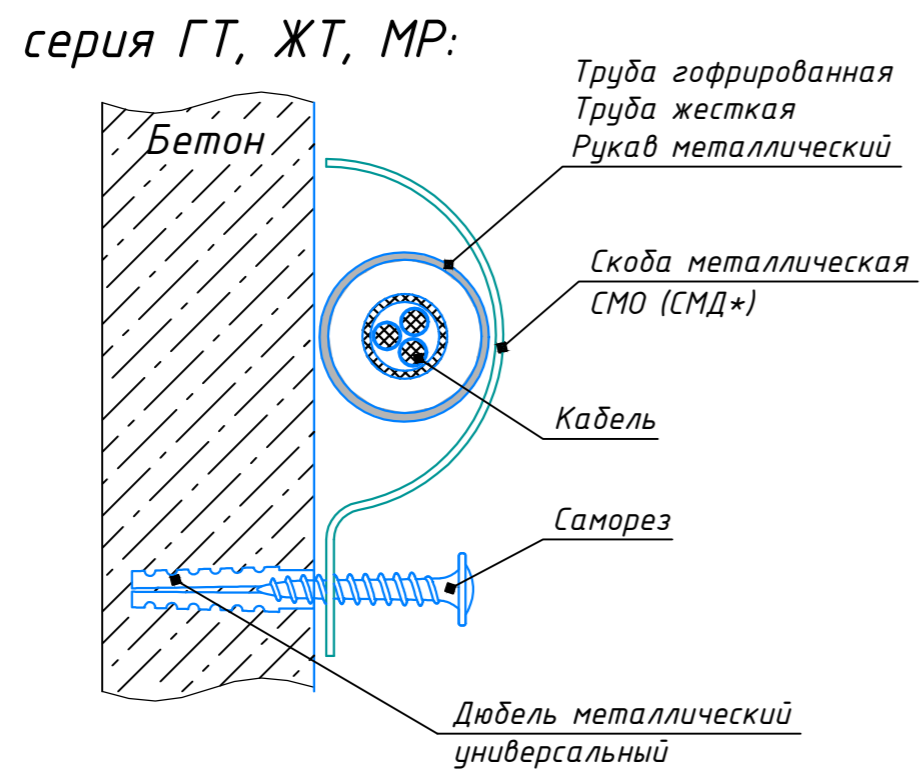 серия ГТ, ЖТ, МР:
Труба гофрированная
Труба жесткая
Рукав металлический
Бетон
Скоба металлическая
СМО (СМД*)
Кабель
Саморез
Дюбель металлический
универсальный